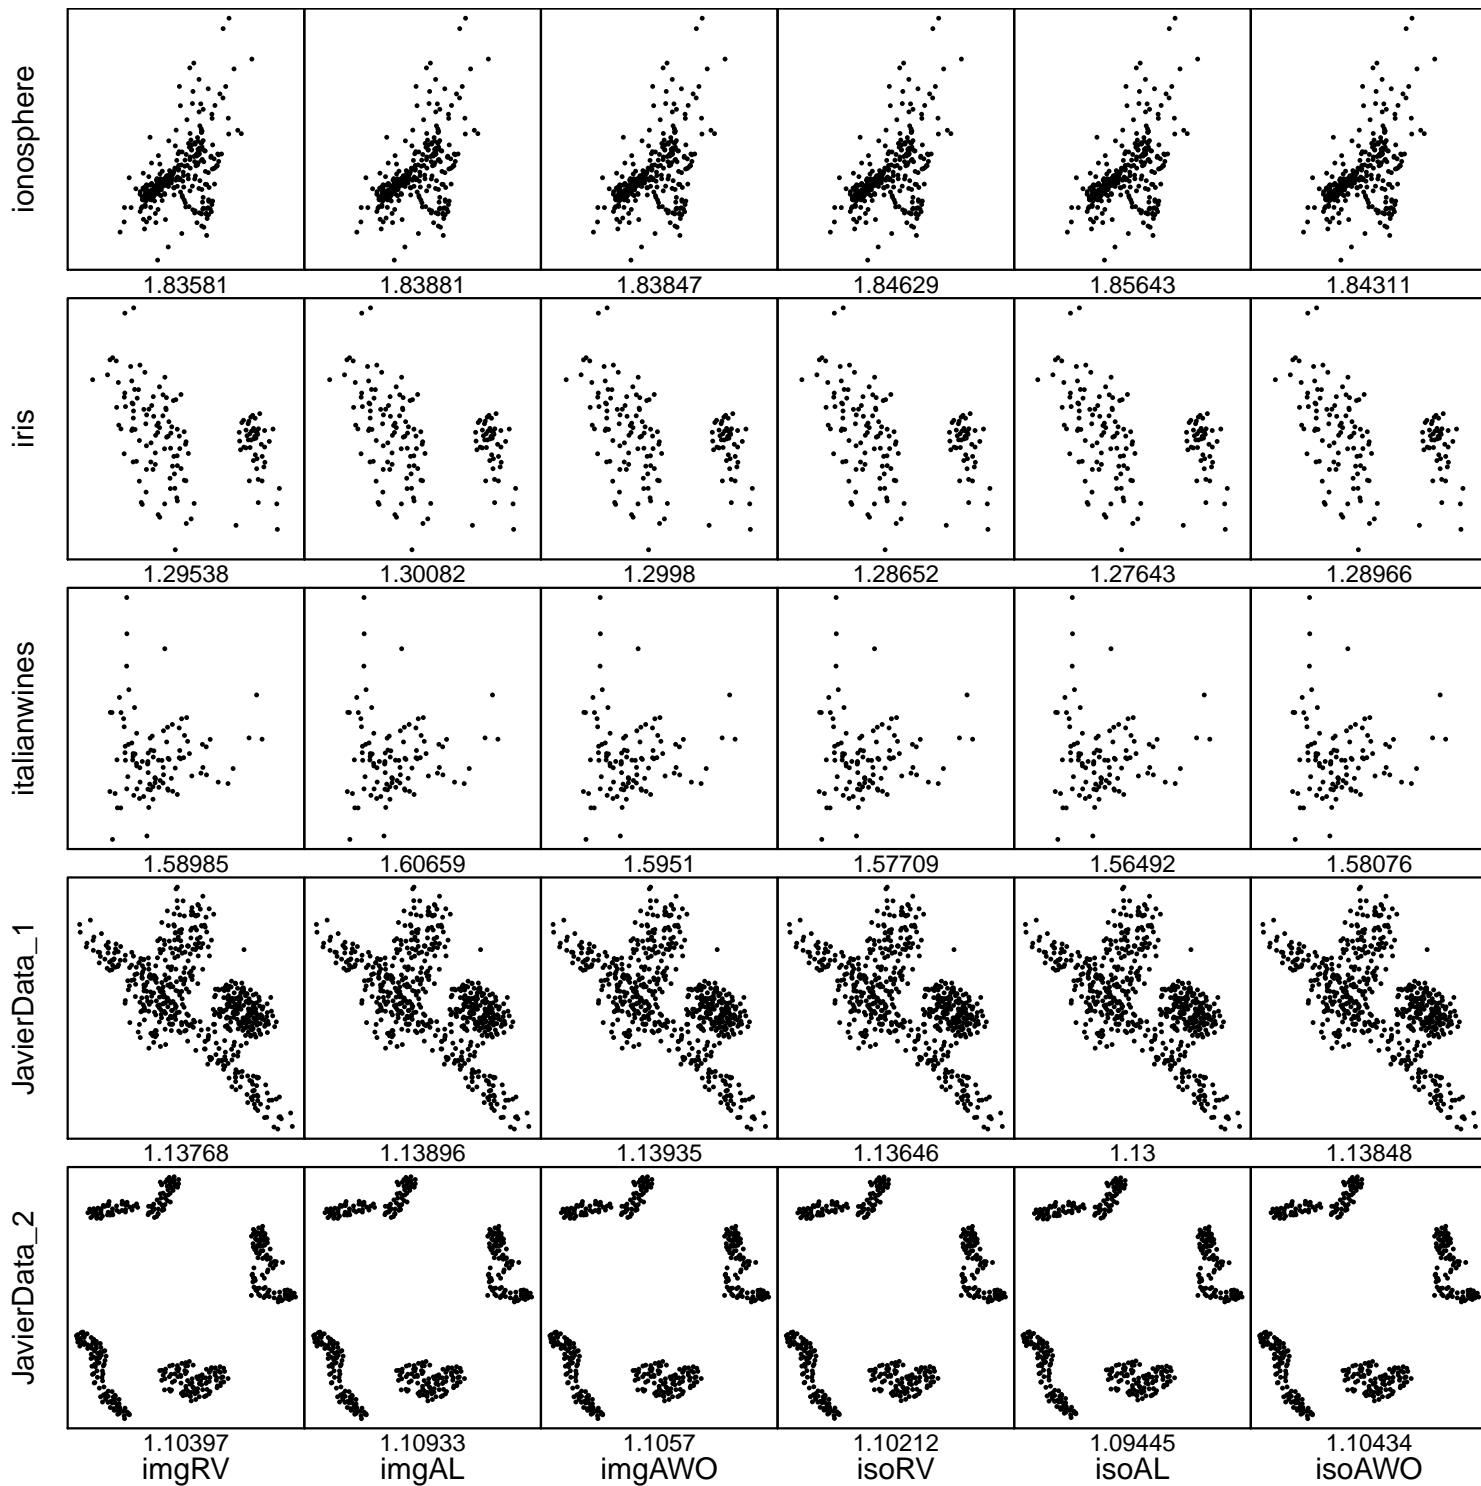 ionosphere
1.83581 1.83881 1.83847 1.84629 1.85643 1.84311
iris
1.29538 1.30082 1.2998 1.28652 1.27643 1.28966
italianwines
1.58985 1.60659 1.5951 1.57709 1.56492 1.58076
JavierData_1
1.13768 1.13896 1.13935 1.13646 1.13 1.13848
JavierData_2
1.10397 1.10933 1.1057 1.10212 1.09445 1.10434
imgRV imgAL imgAWO isoRV isoAL isoAWO